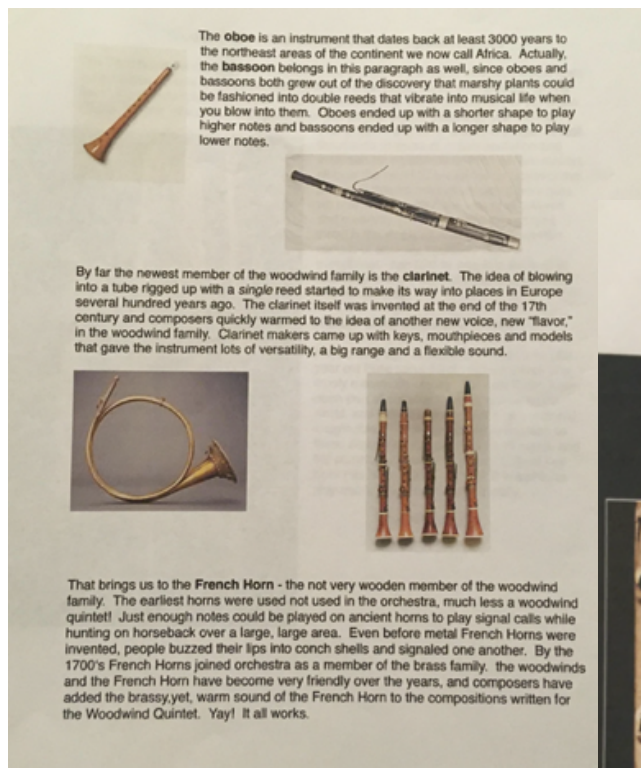 The oboe is an instrument that dates back at least 3000 years to
the northeast areas of the continent we now call Africa. Actually,
the bassoon belongs in this paragraph as well, since oboes and
bassoons both grew out of the discovery that marshy plants could
be fashioned into double reeds that vibrate into musical life when
you blow into them. Oboes ended up with a shorter shape to play
higher notes and bassoons ended up with a longer shape to play
lower notes.
By far the newest member of the woodwind family is the clarinet. The idea of blowing
into a tube rigged up with a single reed started to make its way into places in Europe
several hundred years ago. The clarinet itself was invented at the end of the 17th
century and composers quickly warmed to the idea of another new voice, new "flavor,"
in the woodwind family. Clarinet makers came up with keys, mouthpieces and models
that gave the instrument lots of versatility, a big range and a flexible sound.
That brings us to the French Horn - the not very wooden member of the woodwind
family. The earliest horns were used not used in the orchestra, much less a woodwind
quintet! Just enough notes could be played on ancient horns to play signal calls while
hunting on horseback over a large, large area. Even before metal French Horns were
invented, people buzzed their lips into conch shells and signaled one another. By the
1700's French Horns joined orchestra as a member of the brass family. the woodwinds
and the French Horn have become very friendly over the years, and composers have
added the brassy,yet, warm sound of the French Horn to the compositions written for
the Woodwind Quintet. Yay! It all works.